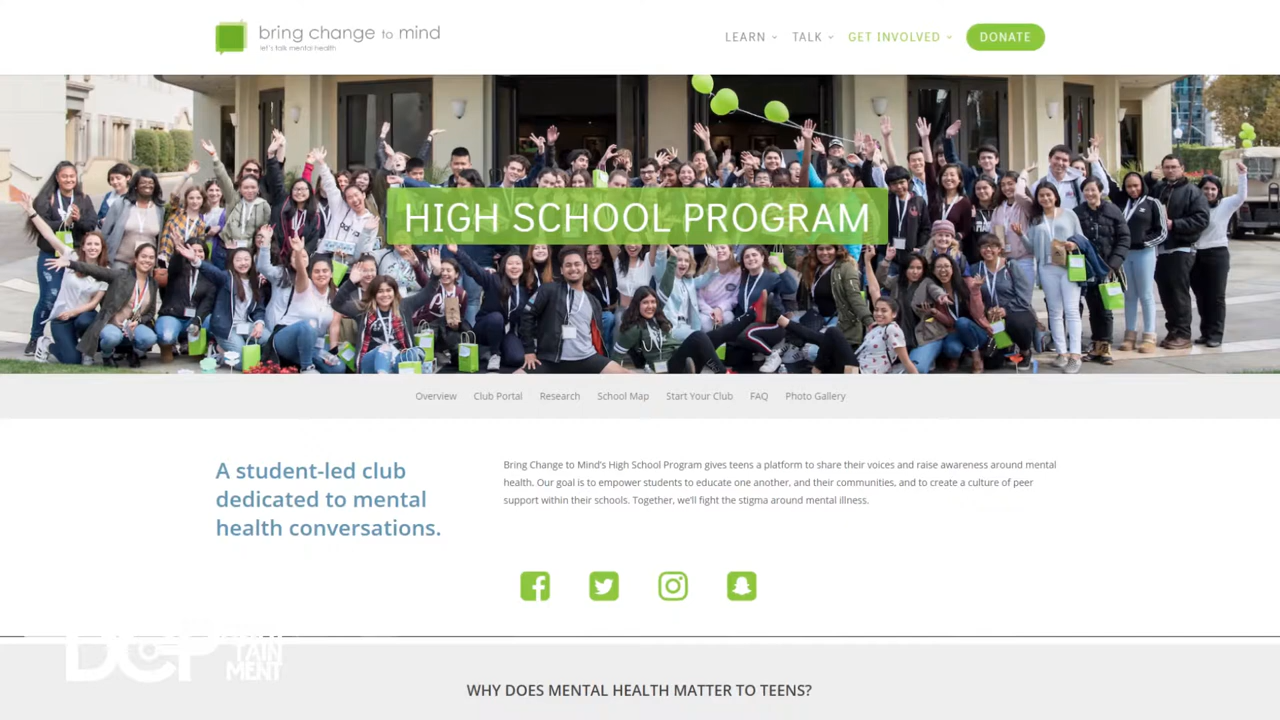 bring change to mind
let's talk mental health
LEARN TALK GET INVOLVED DONATE
HIGH SCHOOL PROGRAM
Overview Club Portal Research School Map Start Your Club FAQ Photo Gallery
A student-led club
dedicated to mental
health conversations.
Bring Change to Mind's High School Program gives teens a platform to share their voices and raise awareness around mental
health. Our goal is to empower students to educate one another, and their communities, and to create a culture of peer
support within their schools. Together, we'll fight the stigma around mental illness.
DCP
TAIN
MENT
WHY DOES MENTAL HEALTH MATTER TO TEENS?